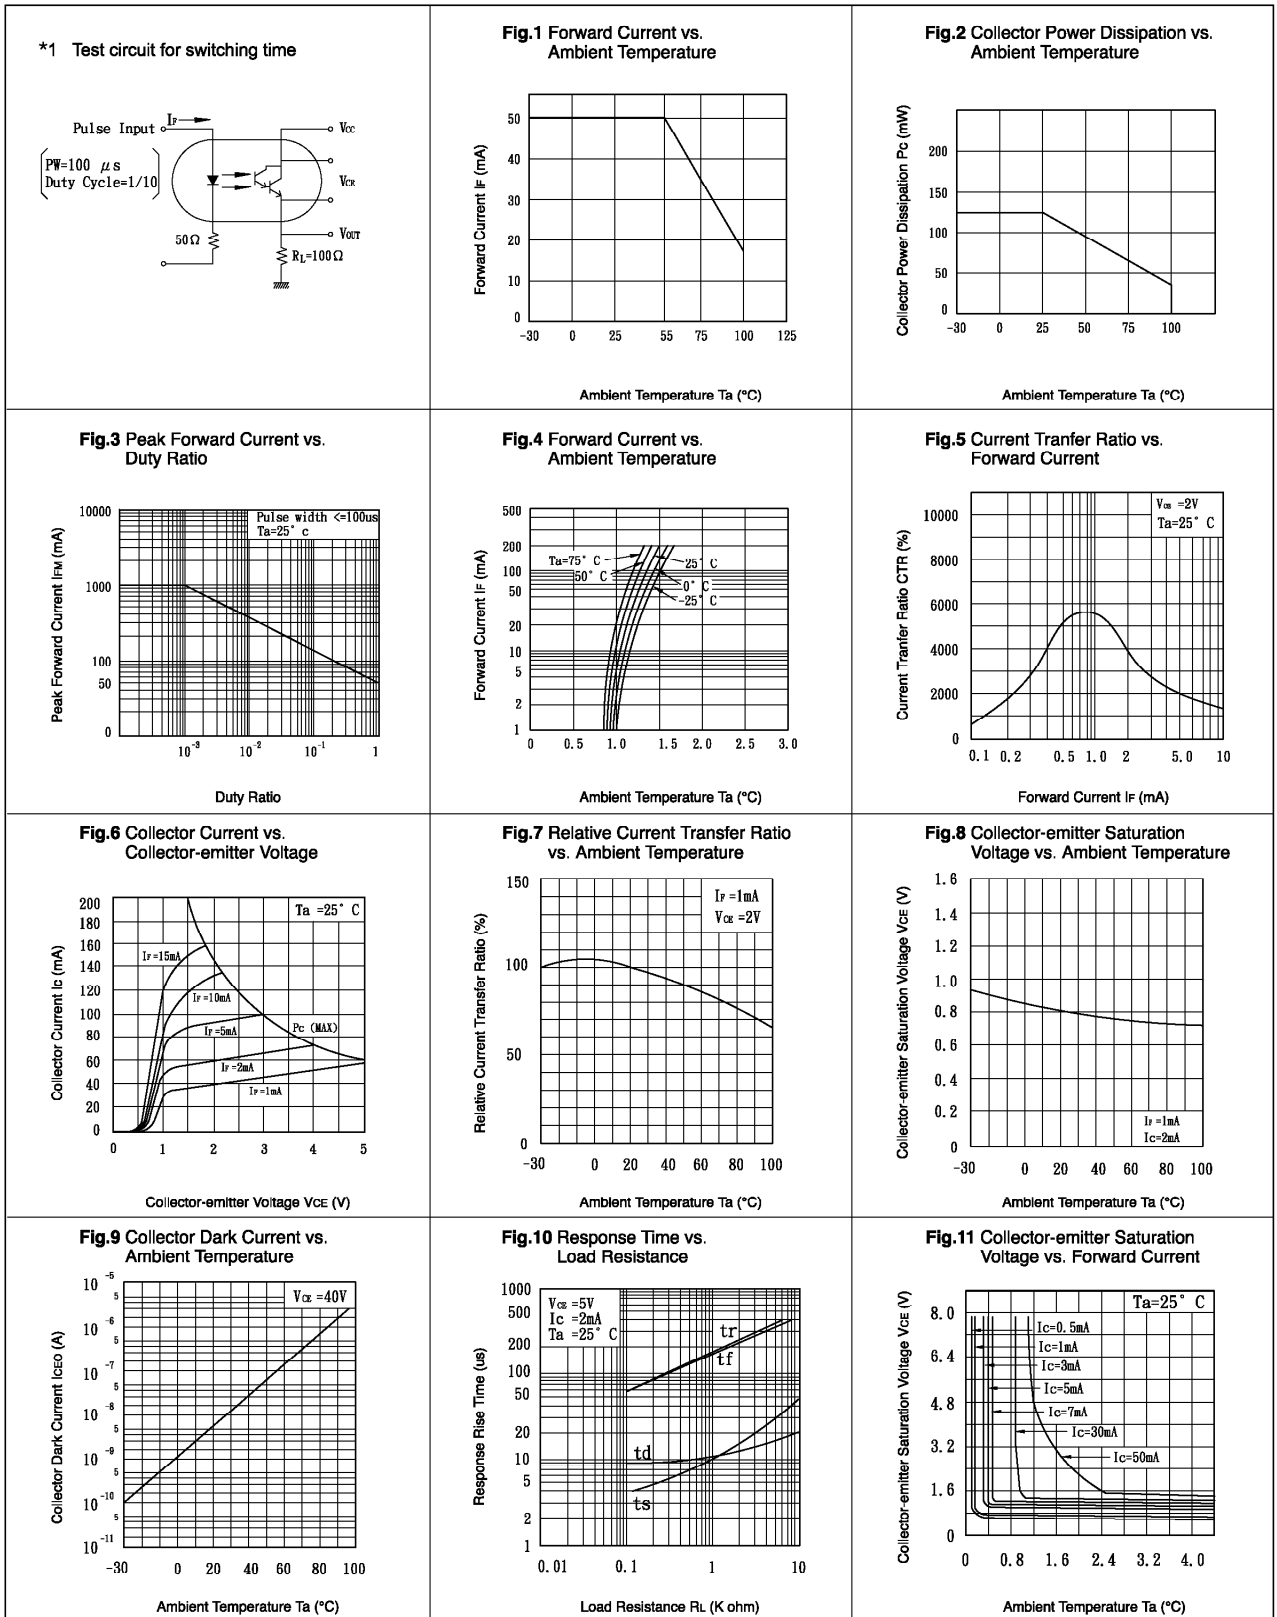 *1 Test circuit for switching time
IF
Pulse Input
VCC
PW=100 μs
Duty Cycle=1/10
VCR
50Ω
VOUT
RL=100Ω
Fig.1 Forward Current vs.
Ambient Temperature
Forward Current IF (mA)
50
40
30
20
10
0
-30 0 25 55 75 100 125
Ambient Temperature Ta (°C)
Fig.2 Collector Power Dissipation vs.
Ambient Temperature
Collector Power Dissipation Pc (mW)
200
150
100
50
0
-30 0 25 50 75 100
Ambient Temperature Ta (°C)
Fig.3 Peak Forward Current vs.
Duty Ratio
Peak Forward Current IFM (mA)
Pulse width <=100us
Ta=25° c
10000
1000
100
50
0
10-3 10-2 10-1 1
Duty Ratio
Fig.4 Forward Current vs.
Ambient Temperature
Forward Current IF (mA)
500
200
100
50
20
10
5
2
1
Ta=75° C
50° C
25° C
0° C
-25° C
0 0.5 1.0 1.5 2.0 2.5 3.0
Ambient Temperature Ta (°C)
Fig.5 Current Tranfer Ratio vs.
Forward Current
Current Tranfer Ratio CTR (%)
VCE =2V
Ta=25° C
10000
8000
6000
4000
2000
0
0.1 0.2 0.5 1.0 2 5.0 10
Forward Current IF (mA)
Fig.6 Collector Current vs.
Collector-emitter Voltage
Collector Current Ic (mA)
Ta =25° C
200
180
160
140
120
100
80
60
40
20
0
IF=15mA
IF=10mA
IF=5mA
Pc (MAX)
IF=2mA
IF=1mA
0 1 2 3 4 5
Collector-emitter Voltage VCE (V)
Fig.7 Relative Current Transfer Ratio
vs. Ambient Temperature
Relative Current Transfer Ratio (%)
IF =1mA
VCE =2V
150
100
50
0
-30 0 20 40 60 80 100
Ambient Temperature Ta (°C)
Fig.8 Collector-emitter Saturation
Voltage vs. Ambient Temperature
Collector-emitter Saturation Voltage VCE (V)
1.6
1.4
1.2
1.0
0.8
0.6
0.4
0.2
0
IF=1mA
Ic=2mA
-30 0 20 40 60 80 100
Ambient Temperature Ta (°C)
Fig.9 Collector Dark Current vs.
Ambient Temperature
Collector Dark Current ICEO (A)
VCE =40V
10 -5
5
10 -6
5
10 -7
5
10 -8
5
10 -9
5
10 -10
5
10 -11
-30 0 20 40 60 80 100
Ambient Temperature Ta (°C)
Fig.10 Response Time vs.
Load Resistance
Response Rise Time (us)
VCE =5V
Ic =2mA
Ta =25° C
1000
500
200
100
50
20
10
5
2
1
tr
tf
td
ts
0.01 0.1 1 10
Load Resistance RL (K ohm)
Fig.11 Collector-emitter Saturation
Voltage vs. Forward Current
Collector-emitter Saturation Voltage VCE (V)
Ta=25° C
8.0
6.4
4.8
3.2
1.6
0
Ic=0.5mA
Ic=1mA
Ic=3mA
Ic=5mA
Ic=7mA
Ic=30mA
Ic=50mA
0 0.8 1.6 2.4 3.2 4.0
Ambient Temperature Ta (°C)